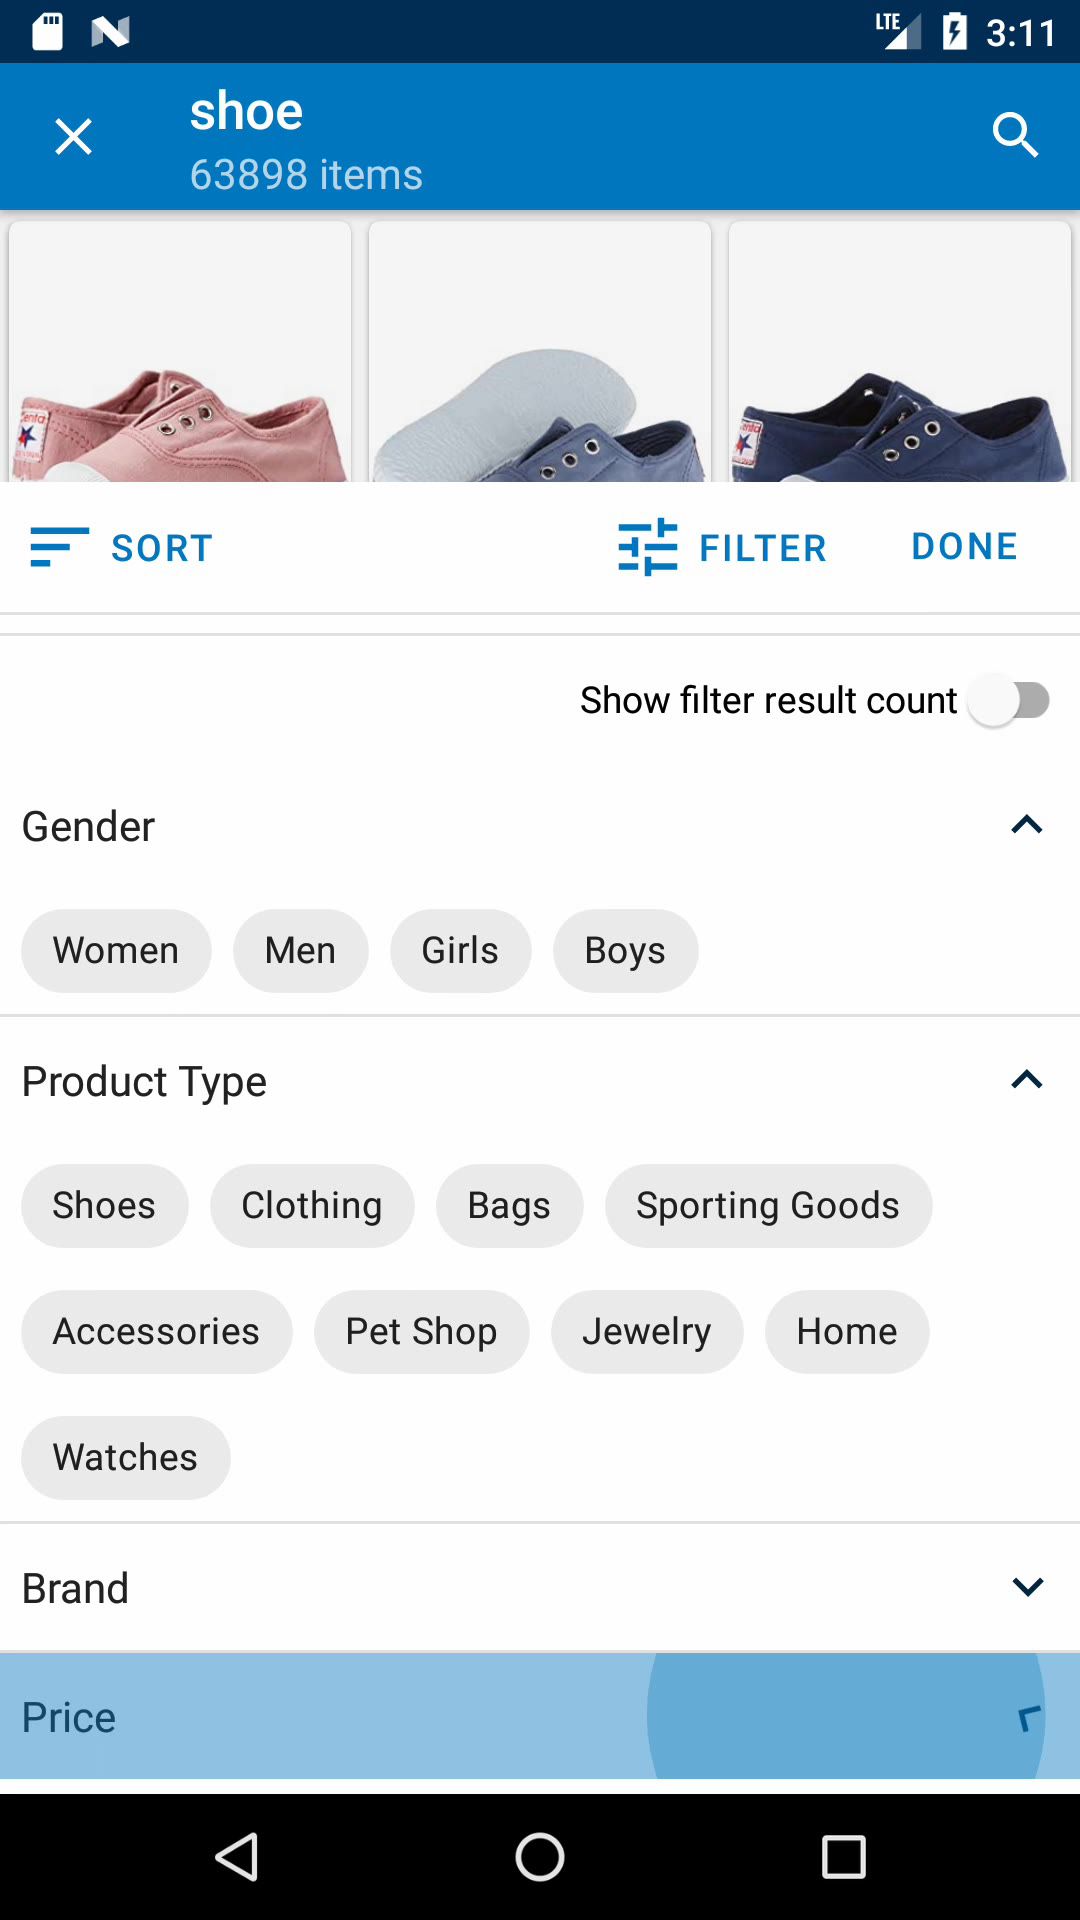 LTE 3:11
shoe
63898 items
SORT FILTER DONE
Show filter result count
Gender
Women Men Girls Boys
Product Type
Shoes Clothing Bags Sporting Goods
Accessories Pet Shop Jewelry Home
Watches
Brand
Price